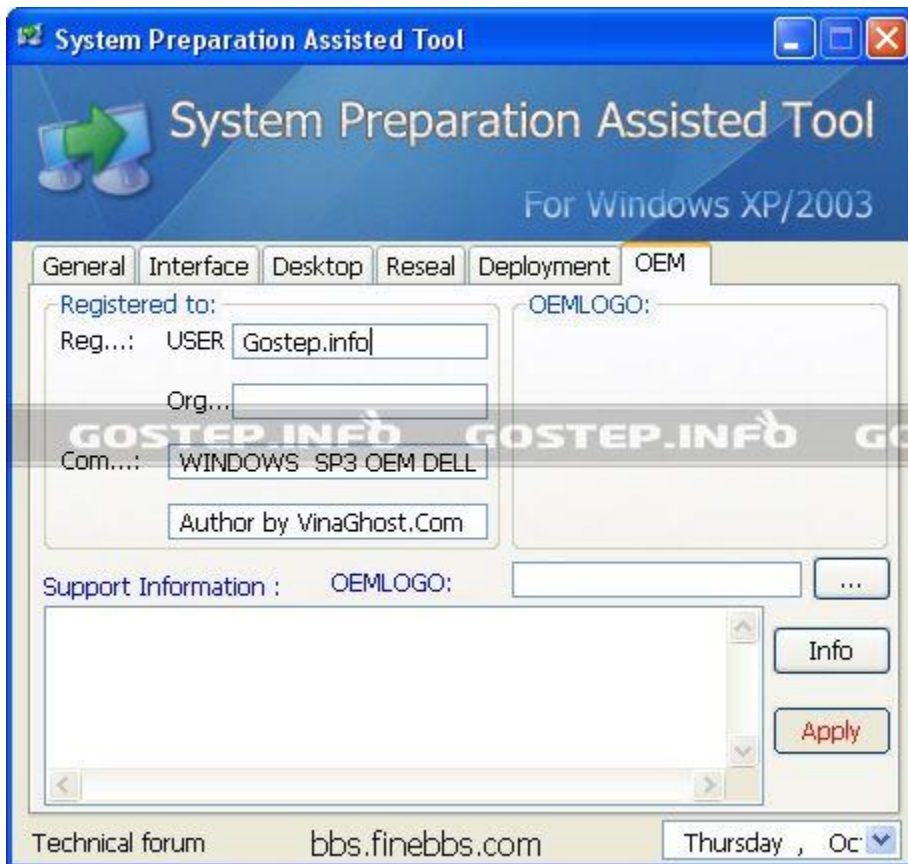 System Preparation Assisted Tool
System Preparation Assisted Tool
For Windows XP/2003
General Interface Desktop Reseal Deployment OEM
Registered to: OEMLOGO:
Reg...: USER Gostep.info
Org...
GOSTEP.INFO GOSTEP.INFO GO
Com...: WINDOWS SP3 OEM DELL
Author by VinaGhost.Com
Support Information : OEMLOGO: ...
Info
Apply
Technical forum bbs.finebbs.com Thursday , Oc